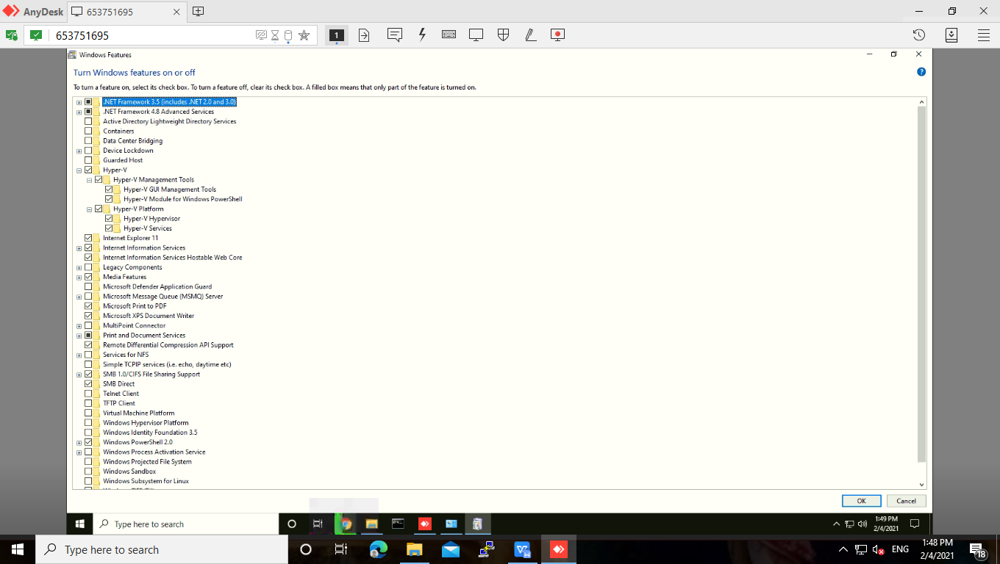 AnyDesk
653751695
653751695
1
Windows Features
Turn Windows features on or off
To turn a feature on, select its check box. To turn a feature off, clear its check box. A filled box means that only part of the feature is turned on.
.NET Framework 3.5 (includes .NET 2.0 and 3.0)
.NET Framework 4.8 Advanced Services
Active Directory Lightweight Directory Services
Containers
Data Center Bridging
Device Lockdown
Guarded Host
Hyper-V
Hyper-V Management Tools
Hyper-V GUI Management Tools
Hyper-V Module for Windows PowerShell
Hyper-V Platform
Hyper-V Hypervisor
Hyper-V Services
Internet Explorer 11
Internet Information Services
Internet Information Services Hostable Web Core
Legacy Components
Media Features
Microsoft Defender Application Guard
Microsoft Message Queue (MSMQ) Server
Microsoft Print to PDF
Microsoft XPS Document Writer
MultiPoint Connector
Print and Document Services
Remote Differential Compression API Support
Services for NFS
Simple TCPIP services (i.e. echo, daytime etc)
SMB 1.0/CIFS File Sharing Support
SMB Direct
Telnet Client
TFTP Client
Virtual Machine Platform
Windows Hypervisor Platform
Windows Identity Foundation 3.5
Windows PowerShell 2.0
Windows Process Activation Service
Windows Projected File System
Windows Sandbox
Windows Subsystem for Linux
OK
Cancel
Type here to search
1:49 PM
2/4/2021
Type here to search
ENG
1:48 PM
2/4/2021
18